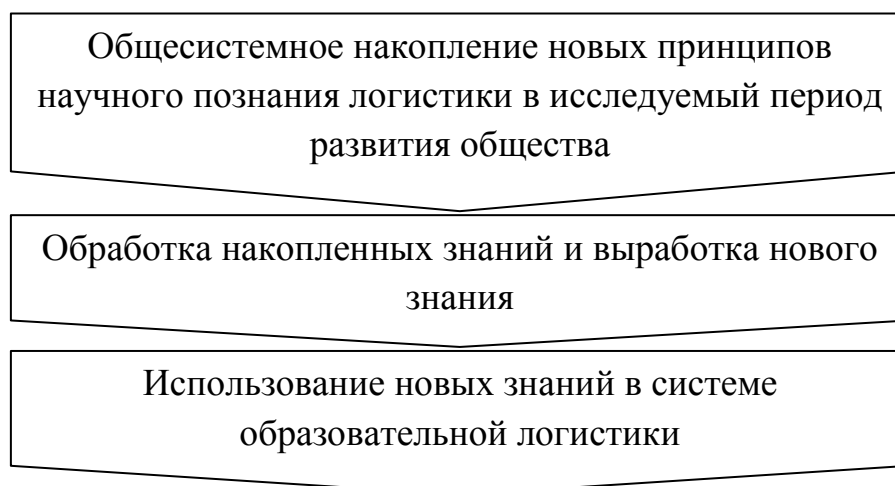 Общесистемное накопление новых принципов
научного познания логистики в исследуемый период
развития общества
Обработка накопленных знаний и выработка нового
знания
Использование новых знаний в системе
образовательной логистики